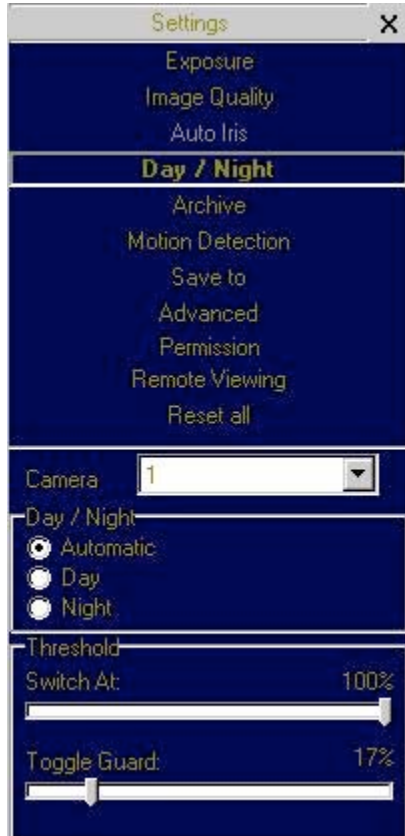 Settings X
Exposure
Image Quality
Auto Iris
Day / Night
Archive
Motion Detection
Save to
Advanced
Permission
Remote Viewing
Reset all
Camera 1
Day / Night
Automatic
Day
Night
Threshold
Switch At: 100%
Toggle Guard: 17%